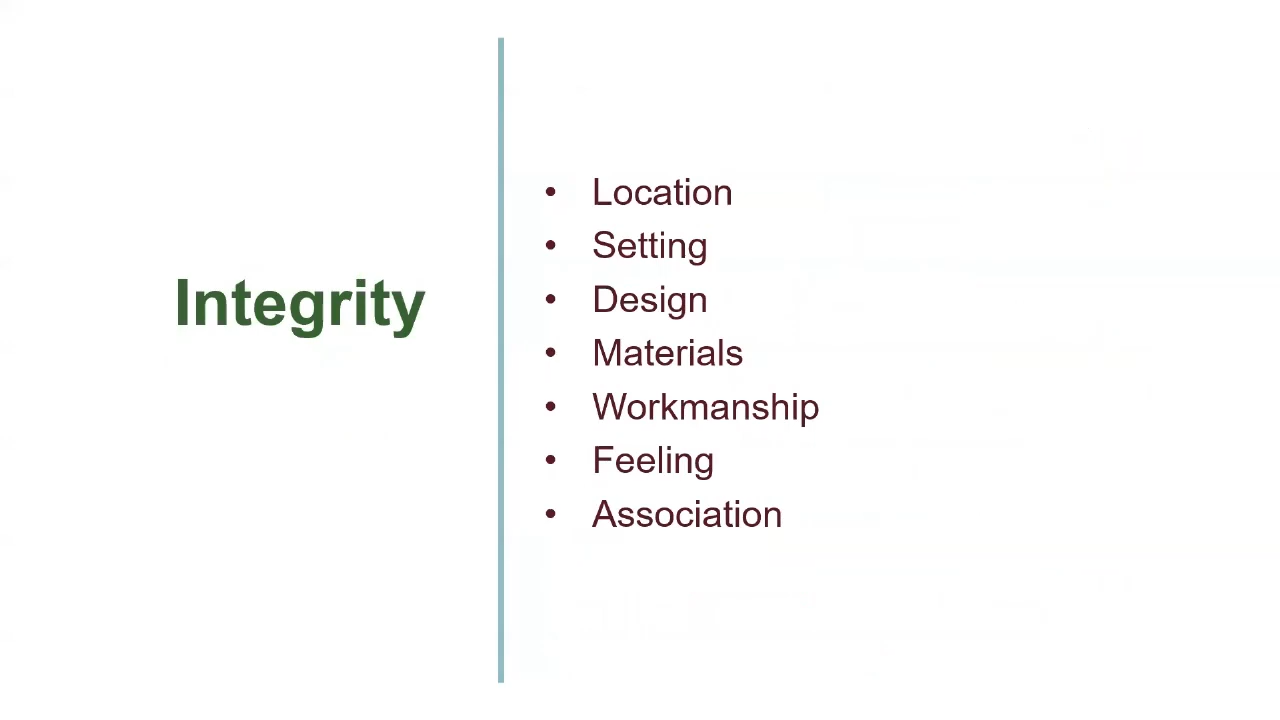 Integrity
• Location
• Setting
• Design
• Materials
• Workmanship
• Feeling
• Association